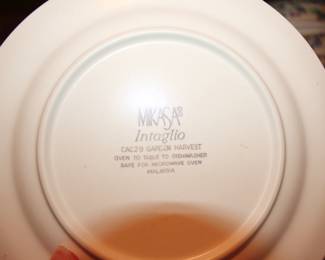 MIKASA®
Intaglio
CAC29 GARDEN HARVEST
OVEN TO TABLE TO DISHWASHER
SAFE FOR MICROWAVE OVEN
MALAYSIA